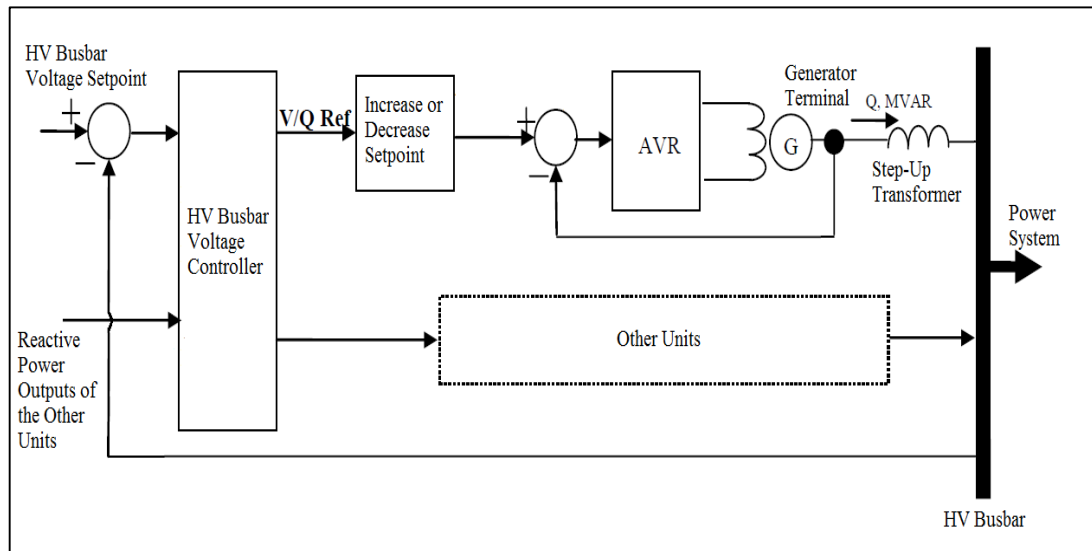 HV Busbar
Voltage Setpoint
+
−
HV Busbar
Voltage
Controller
V/Q Ref
Increase or
Decrease
Setpoint
+
−
AVR
Generator
Terminal
G
Q, MVAR
Step-Up
Transformer
Power
System
Reactive
Power
Outputs of
the Other
Units
Other Units
HV Busbar